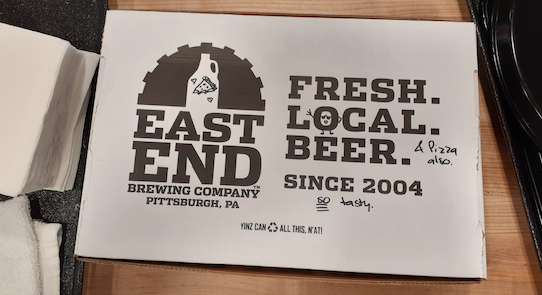 EAST
END
BREWING COMPANY™
PITTSBURGH, PA
FRESH.
LOCAL.
BEER.
& Pizza
also.
SINCE 2004
so tasty.
YINZ CAN ALL THIS, N'AT!